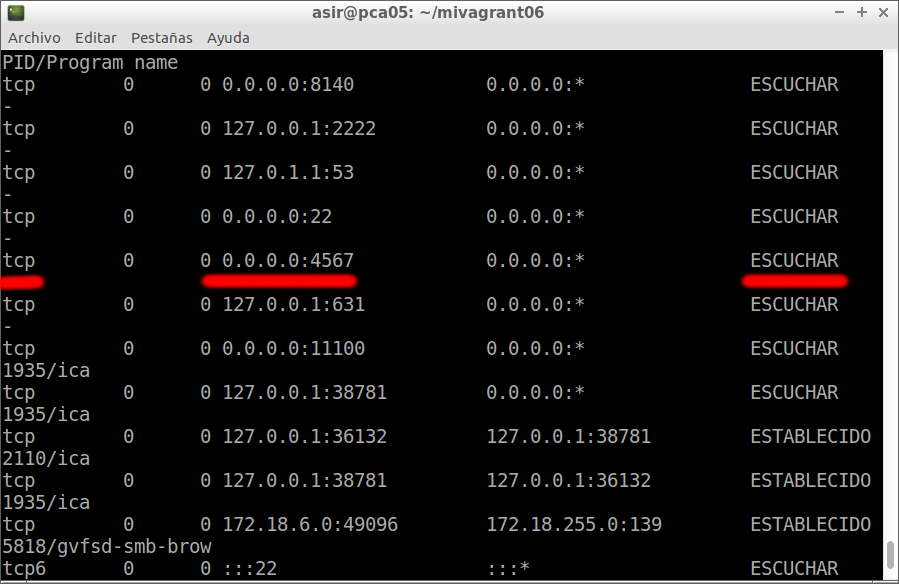 asir@pca05: ~/mivagrant06
Archivo Editar Pestañas Ayuda
PID/Program name
tcp 0 0 0.0.0.0:8140 0.0.0.0:* ESCUCHAR
-
tcp 0 0 127.0.0.1:2222 0.0.0.0:* ESCUCHAR
-
tcp 0 0 127.0.1.1:53 0.0.0.0:* ESCUCHAR
-
tcp 0 0 0.0.0.0:22 0.0.0.0:* ESCUCHAR
-
tcp 0 0 0.0.0.0:4567 0.0.0.0:* ESCUCHAR
tcp 0 0 127.0.0.1:631 0.0.0.0:* ESCUCHAR
-
tcp 0 0 0.0.0.0:11100 0.0.0.0:* ESCUCHAR
1935/ica
tcp 0 0 127.0.0.1:38781 0.0.0.0:* ESCUCHAR
1935/ica
tcp 0 0 127.0.0.1:36132 127.0.0.1:38781 ESTABLECIDO
2110/ica
tcp 0 0 127.0.0.1:38781 127.0.0.1:36132 ESTABLECIDO
1935/ica
tcp 0 0 172.18.6.0:49096 172.18.255.0:139 ESTABLECIDO
5818/gvfsd-smb-brow
tcp6 0 0 :::22 :::* ESCUCHAR